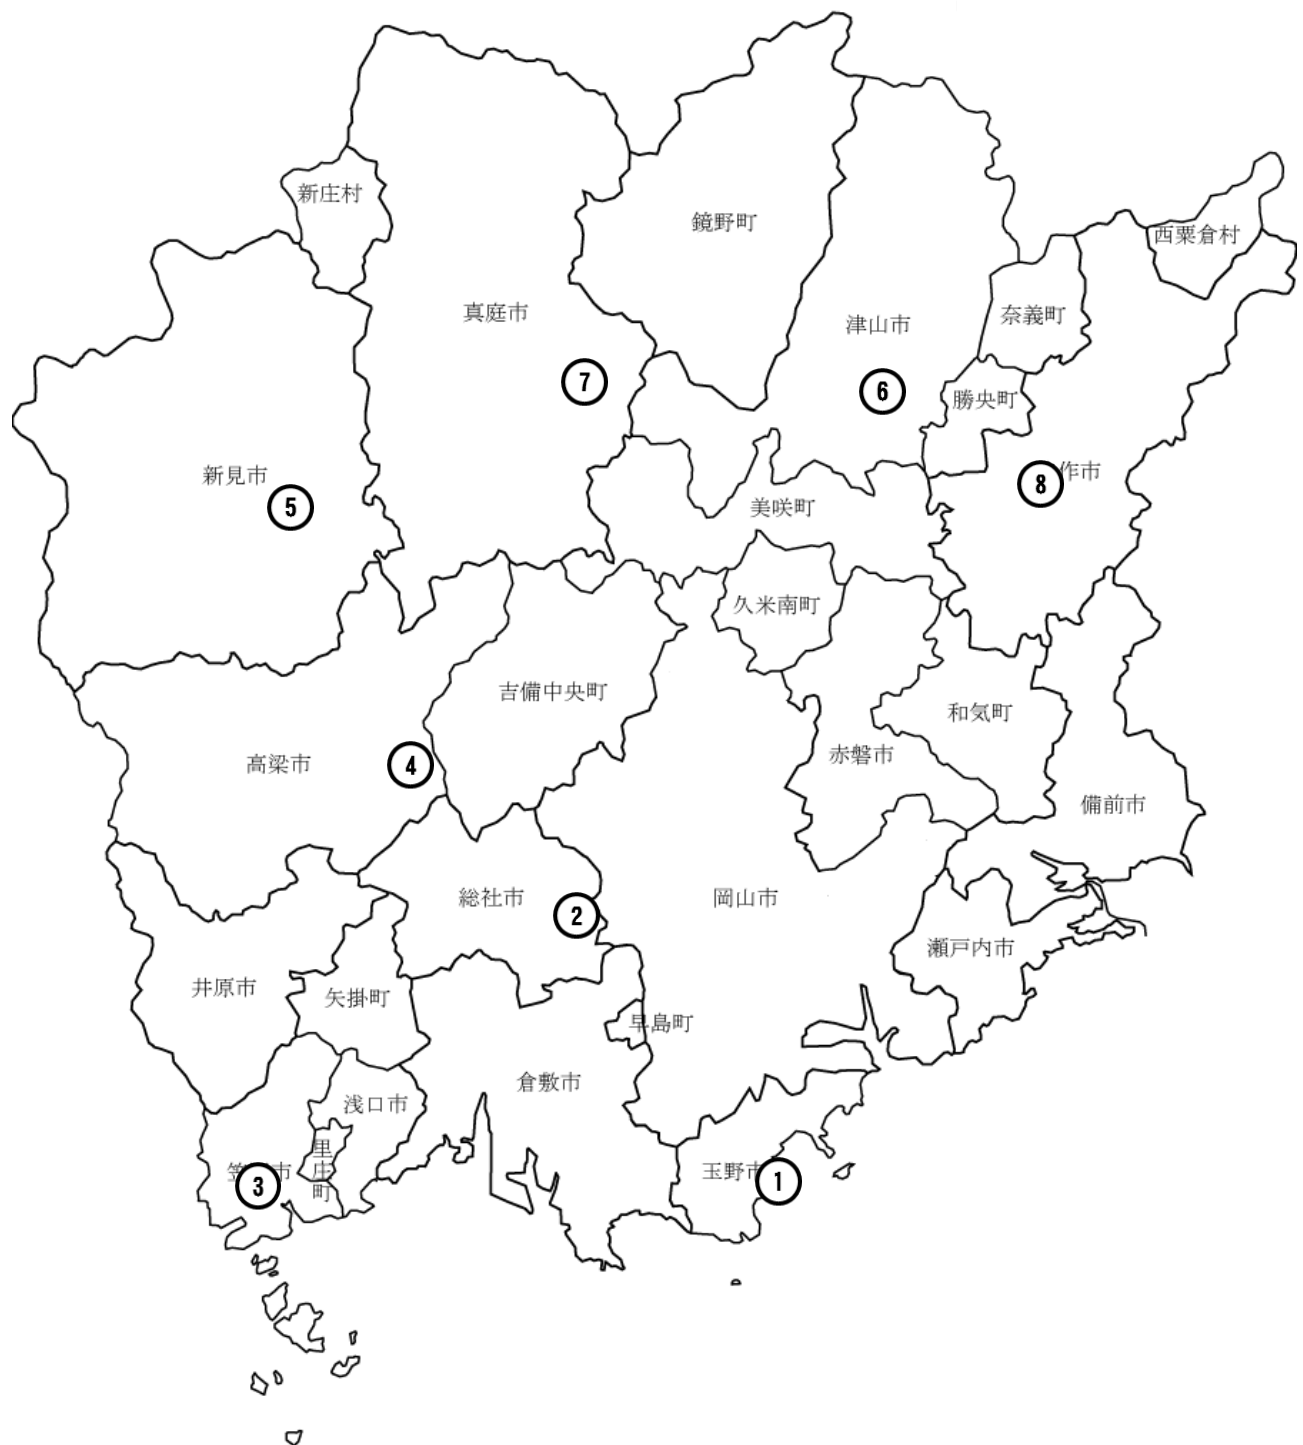 新庄村
鏡野町
西粟倉村
真庭市
津山市
奈義町
⑦
⑥
勝央町
新見市
⑤
⑧
作市
美咲町
久米南町
吉備中央町
和気町
高梁市
④
赤磐市
備前市
総社市
②
岡山市
瀬戸内市
井原市
矢掛町
早島町
倉敷市
浅口市
里庄町
笠
③
市
玉野市
①